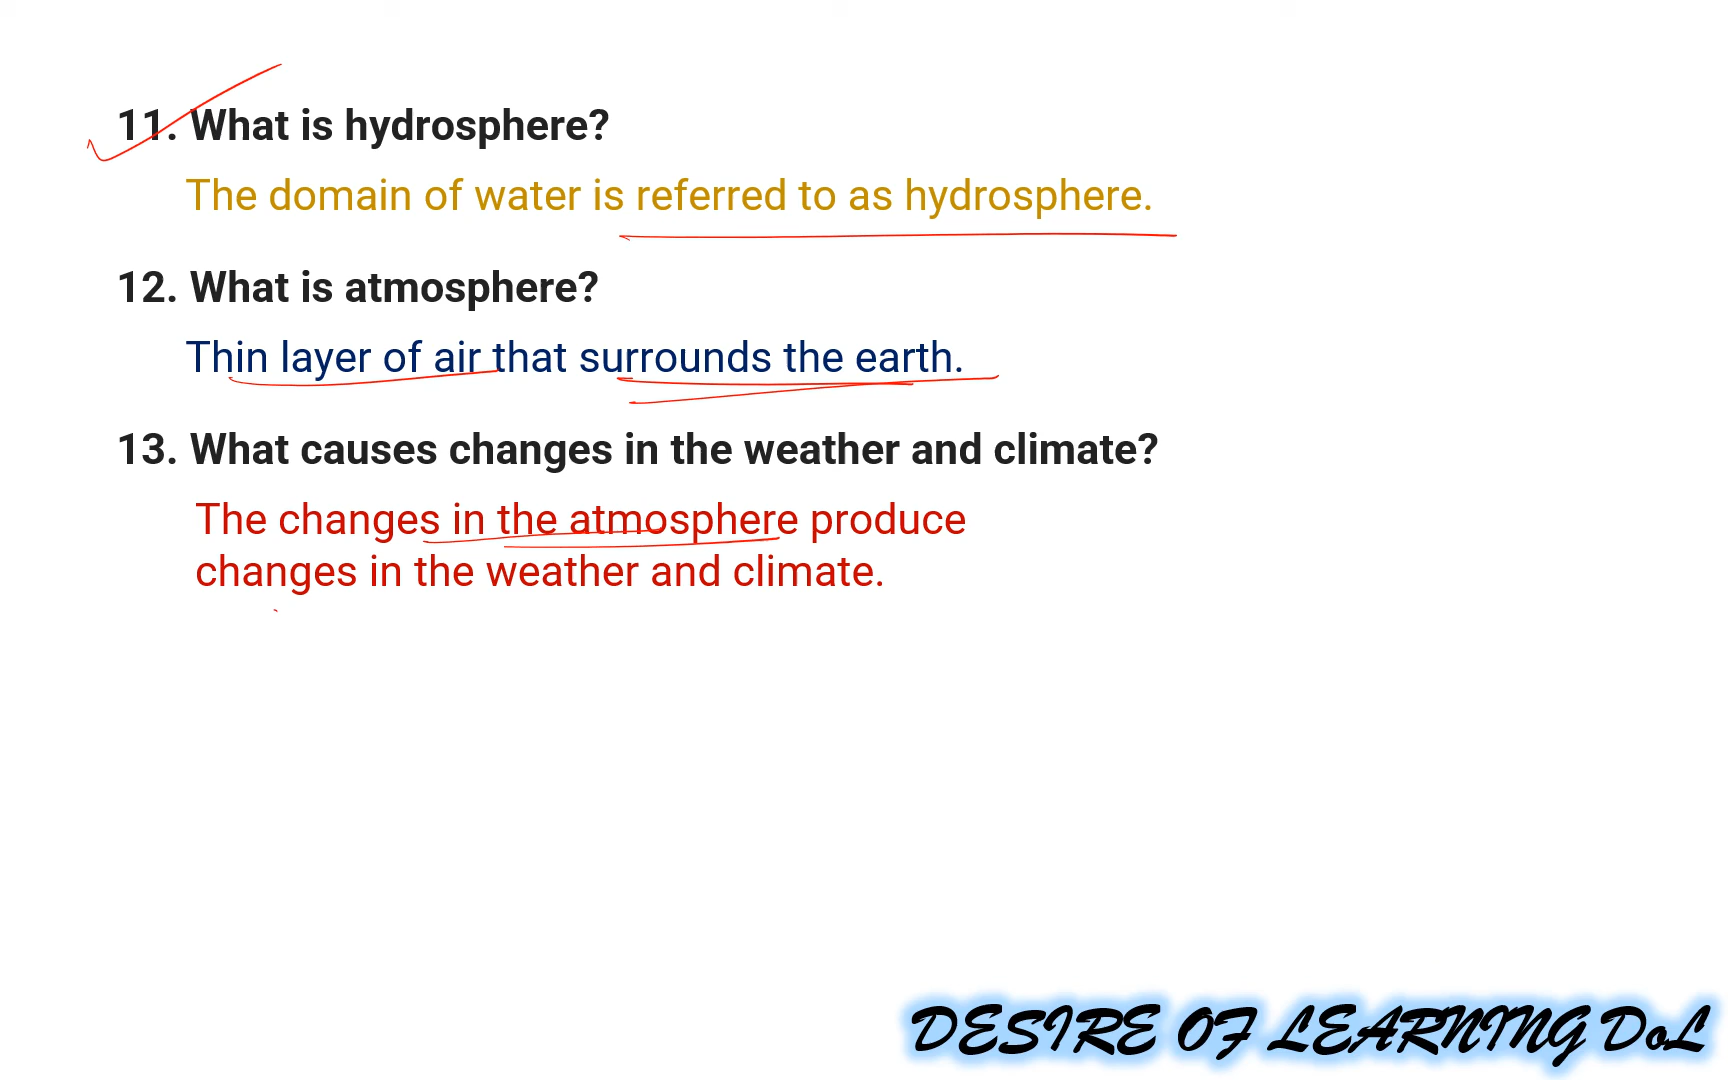 11. What is hydrosphere?
The domain of water is referred to as hydrosphere.
12. What is atmosphere?
Thin layer of air that surrounds the earth.
13. What causes changes in the weather and climate?
The changes in the atmosphere produce
changes in the weather and climate.
DESIRE OF LEARNING DoL